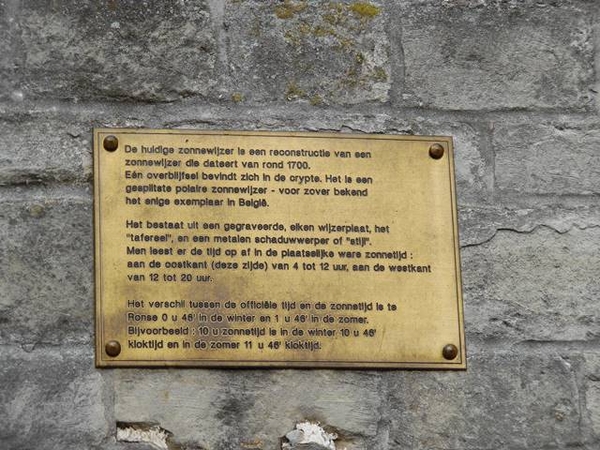 De huidige zonnewijzer is een reconstructie van een
zonnewijzer die dateert van rond 1700.
Eén overblijfsel bevindt zich in de crypte. Het is een
gesplitste polaire zonnewijzer - voor zover bekend
het enige exemplaar in België.
Het bestaat uit een gegraveerde, eiken wijzerplaat, het
"tafereel", en een metalen schaduwwerper of "stijl".
Men leest er de tijd op af in de plaatselijke ware zonnetijd :
aan de oostkant (deze zijde) van 4 tot 12 uur, aan de westkant
van 12 tot 20 uur.
Het verschil tussen de officiële tijd en de zonnetijd is te
Ronse 0 u 46' in de winter en 1 u 46' in de zomer.
Bijvoorbeeld : 10 u zonnetijd is in de winter 10 u 46'
kloktijd en in de zomer 11 u 46' kloktijd.